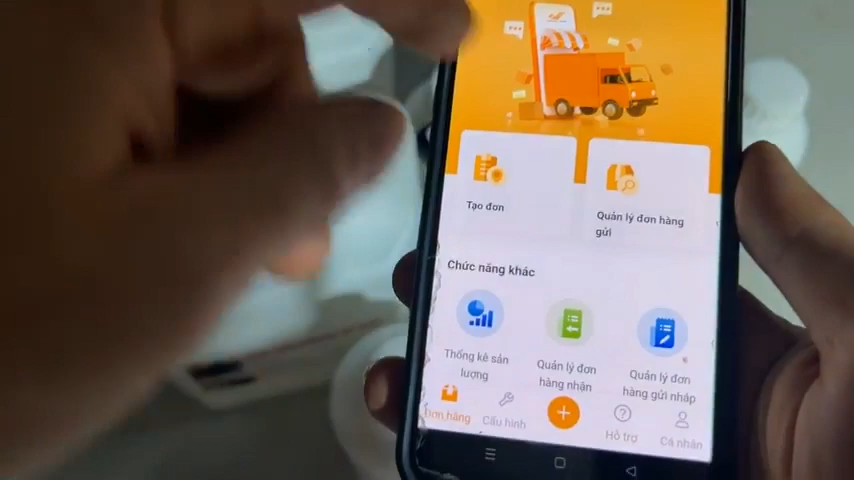 Tạo đơn
Quản lý đơn hàng
gửi
Chức năng khác
Thống kê sản
lượng
Quản lý đơn
hàng nhận
Quản lý đơn
hàng gửi nháp
Đơn hàng
Cấu hình
Hỗ trợ
Cá nhân